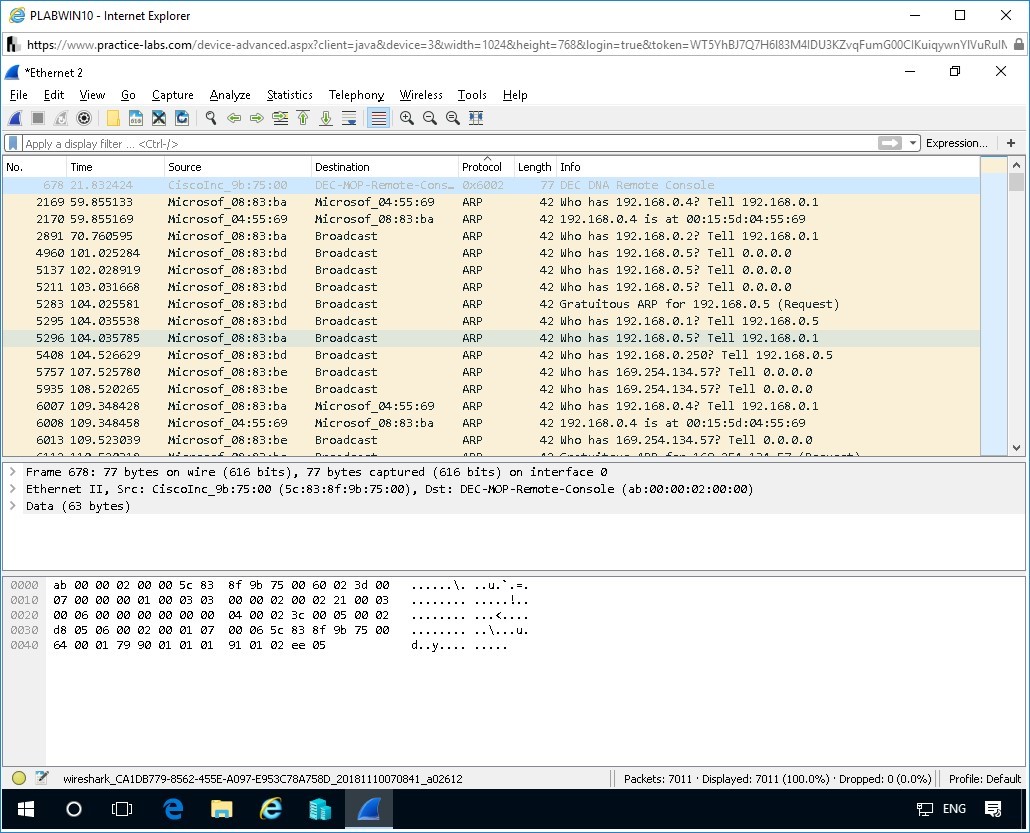 PLABWIN10 - Internet Explorer
https://www.practice-labs.com/device-advanced.aspx?client=java&device=3&width=1024&height=768&login=true&token=
*Ethernet 2
File Edit View Go Capture Analyze Statistics Telephony Wireless Tools Help
Apply a display filter ... <Ctrl-/> Expression... +
No. Time Source Destination Protocol Length Info
678 21.832424 CiscoInc_9b:75:00 DEC-MOP-Remote-Cons… 0x6002 77 DEC DNA Remote Console
2169 59.855133 Microsof_08:83:ba Microsof_04:55:69 ARP 42 Who has 192.168.0.4? Tell 192.168.0.1
2170 59.855169 Microsof_04:55:69 Microsof_08:83:ba ARP 42 192.168.0.4 is at 00:15:5d:04:55:69
2891 70.760595 Microsof_08:83:ba Broadcast ARP 42 Who has 192.168.0.2? Tell 192.168.0.1
4960 101.025284 Microsof_08:83:bd Broadcast ARP 42 Who has 192.168.0.5? Tell 0.0.0.0
5137 102.028919 Microsof_08:83:bd Broadcast ARP 42 Who has 192.168.0.5? Tell 0.0.0.0
5211 103.031668 Microsof_08:83:bd Broadcast ARP 42 Who has 192.168.0.5? Tell 0.0.0.0
5283 104.025581 Microsof_08:83:bd Broadcast ARP 42 Gratuitous ARP for 192.168.0.5 (Request)
5295 104.035538 Microsof_08:83:bd Broadcast ARP 42 Who has 192.168.0.1? Tell 192.168.0.5
5296 104.035785 Microsof_08:83:ba Broadcast ARP 42 Who has 192.168.0.5? Tell 192.168.0.1
5408 104.526629 Microsof_08:83:bd Broadcast ARP 42 Who has 192.168.0.250? Tell 192.168.0.5
5757 107.525780 Microsof_08:83:be Broadcast ARP 42 Who has 169.254.134.57? Tell 0.0.0.0
5935 108.520265 Microsof_08:83:be Broadcast ARP 42 Who has 169.254.134.57? Tell 0.0.0.0
6007 109.348428 Microsof_08:83:ba Microsof_04:55:69 ARP 42 Who has 192.168.0.4? Tell 192.168.0.1
6008 109.348458 Microsof_04:55:69 Microsof_08:83:ba ARP 42 192.168.0.4 is at 00:15:5d:04:55:69
6013 109.523039 Microsof_08:83:be Broadcast ARP 42 Who has 169.254.134.57? Tell 0.0.0.0
Frame 678: 77 bytes on wire (616 bits), 77 bytes captured (616 bits) on interface 0
Ethernet II, Src: CiscoInc_9b:75:00 (5c:83:8f:9b:75:00), Dst: DEC-MOP-Remote-Console (ab:00:00:02:00:00)
Data (63 bytes)
0000 ab 00 00 02 00 00 5c 83 8f 9b 75 00 60 02 3d 00 ......\. ..u.`.=.
0010 07 00 00 00 01 00 03 03 00 00 02 00 02 21 00 03 ........ .....!..
0020 00 06 00 00 00 00 00 00 04 00 02 3c 00 05 00 02 ........ ...<....
0030 d8 05 06 00 02 00 01 07 00 06 5c 83 8f 9b 75 00 ........ ..\...u.
0040 64 00 01 79 90 01 01 01 91 01 02 ee 05 d..y.... .....
wireshark_CA1DB779-8562-455E-A097-E953C78A758D_20181110070841_a02612 Packets: 7011 · Displayed: 7011 (100.0%) · Dropped: 0 (0.0%) Profile: Default
ENG